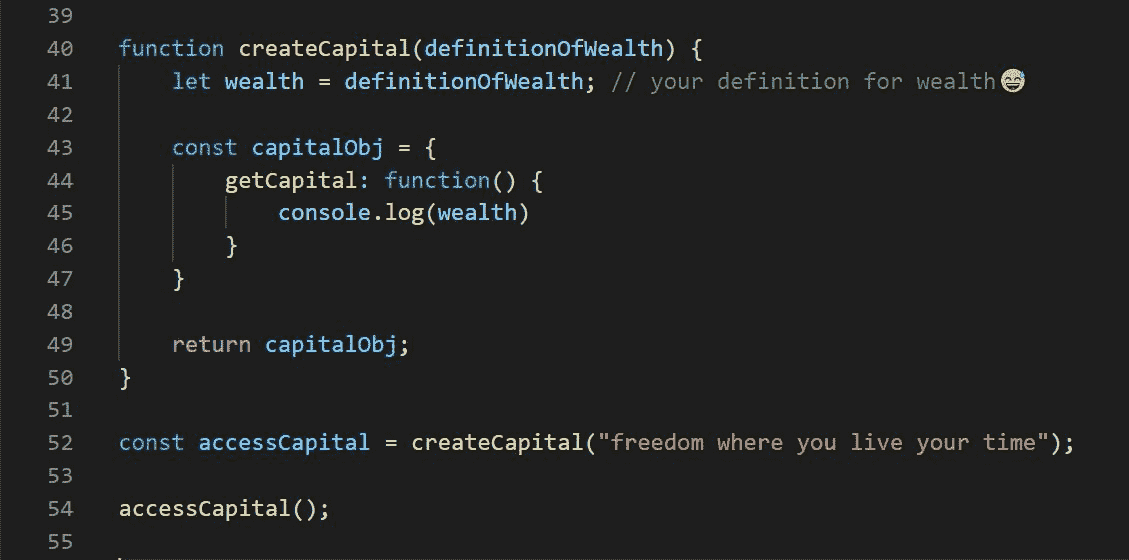 39
40 function createCapital(definitionOfWealth) {
41     let wealth = definitionOfWealth; // your definition for wealth😅
42
43     const capitalObj = {
44         getCapital: function() {
45             console.log(wealth)
46         }
47     }
48
49     return capitalObj;
50 }
51
52 const accessCapital = createCapital("freedom where you live your time");
53
54 accessCapital();
55